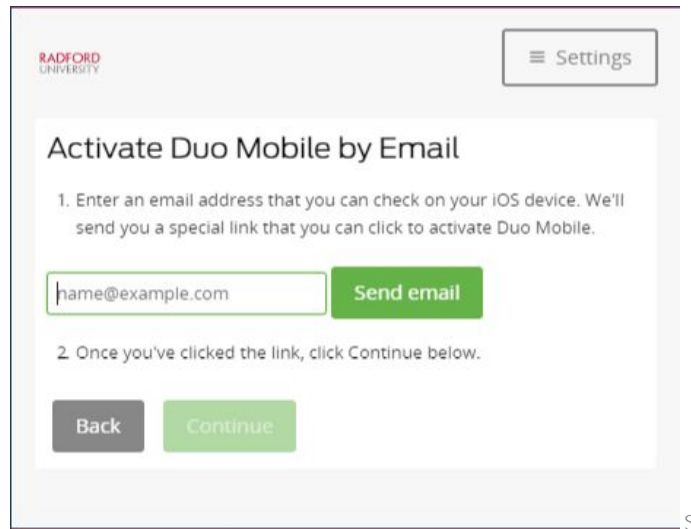 RADFORD
UNIVERSITY
≡ Settings
Activate Duo Mobile by Email
1. Enter an email address that you can check on your iOS device. We'll
send you a special link that you can click to activate Duo Mobile.
name@example.com
Send email
2. Once you've clicked the link, click Continue below.
Back
Continue
s